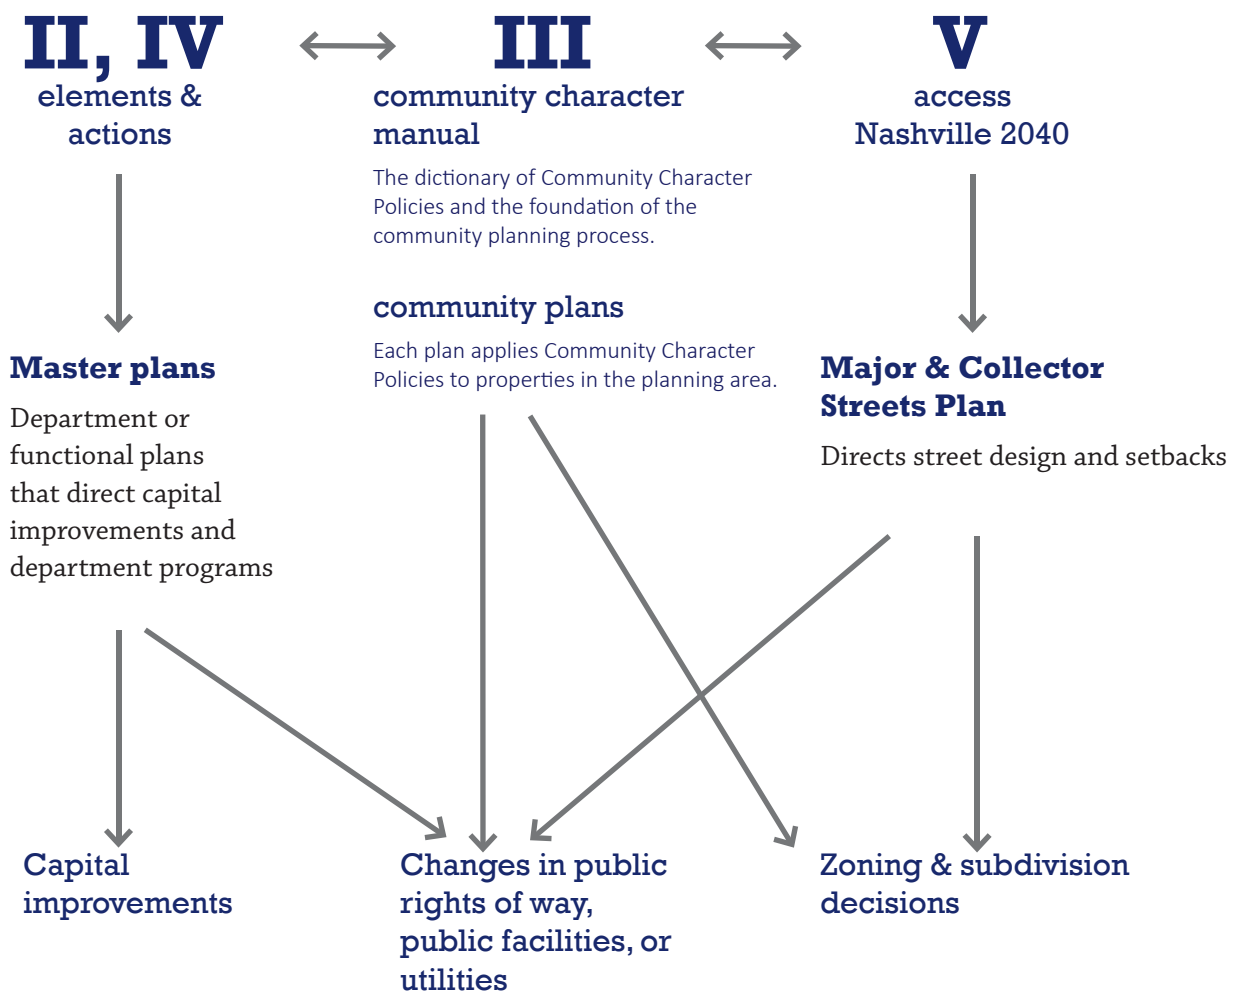 II, IV
elements &
actions
III
community character
manual
The dictionary of Community Character
Policies and the foundation of the
community planning process.
community plans
Each plan applies Community Character
Policies to properties in the planning area.
V
access
Nashville 2040
Master plans
Department or
functional plans
that direct capital
improvements and
department programs
Major & Collector
Streets Plan
Directs street design and setbacks
Capital
improvements
Changes in public
rights of way,
public facilities, or
utilities
Zoning & subdivision
decisions